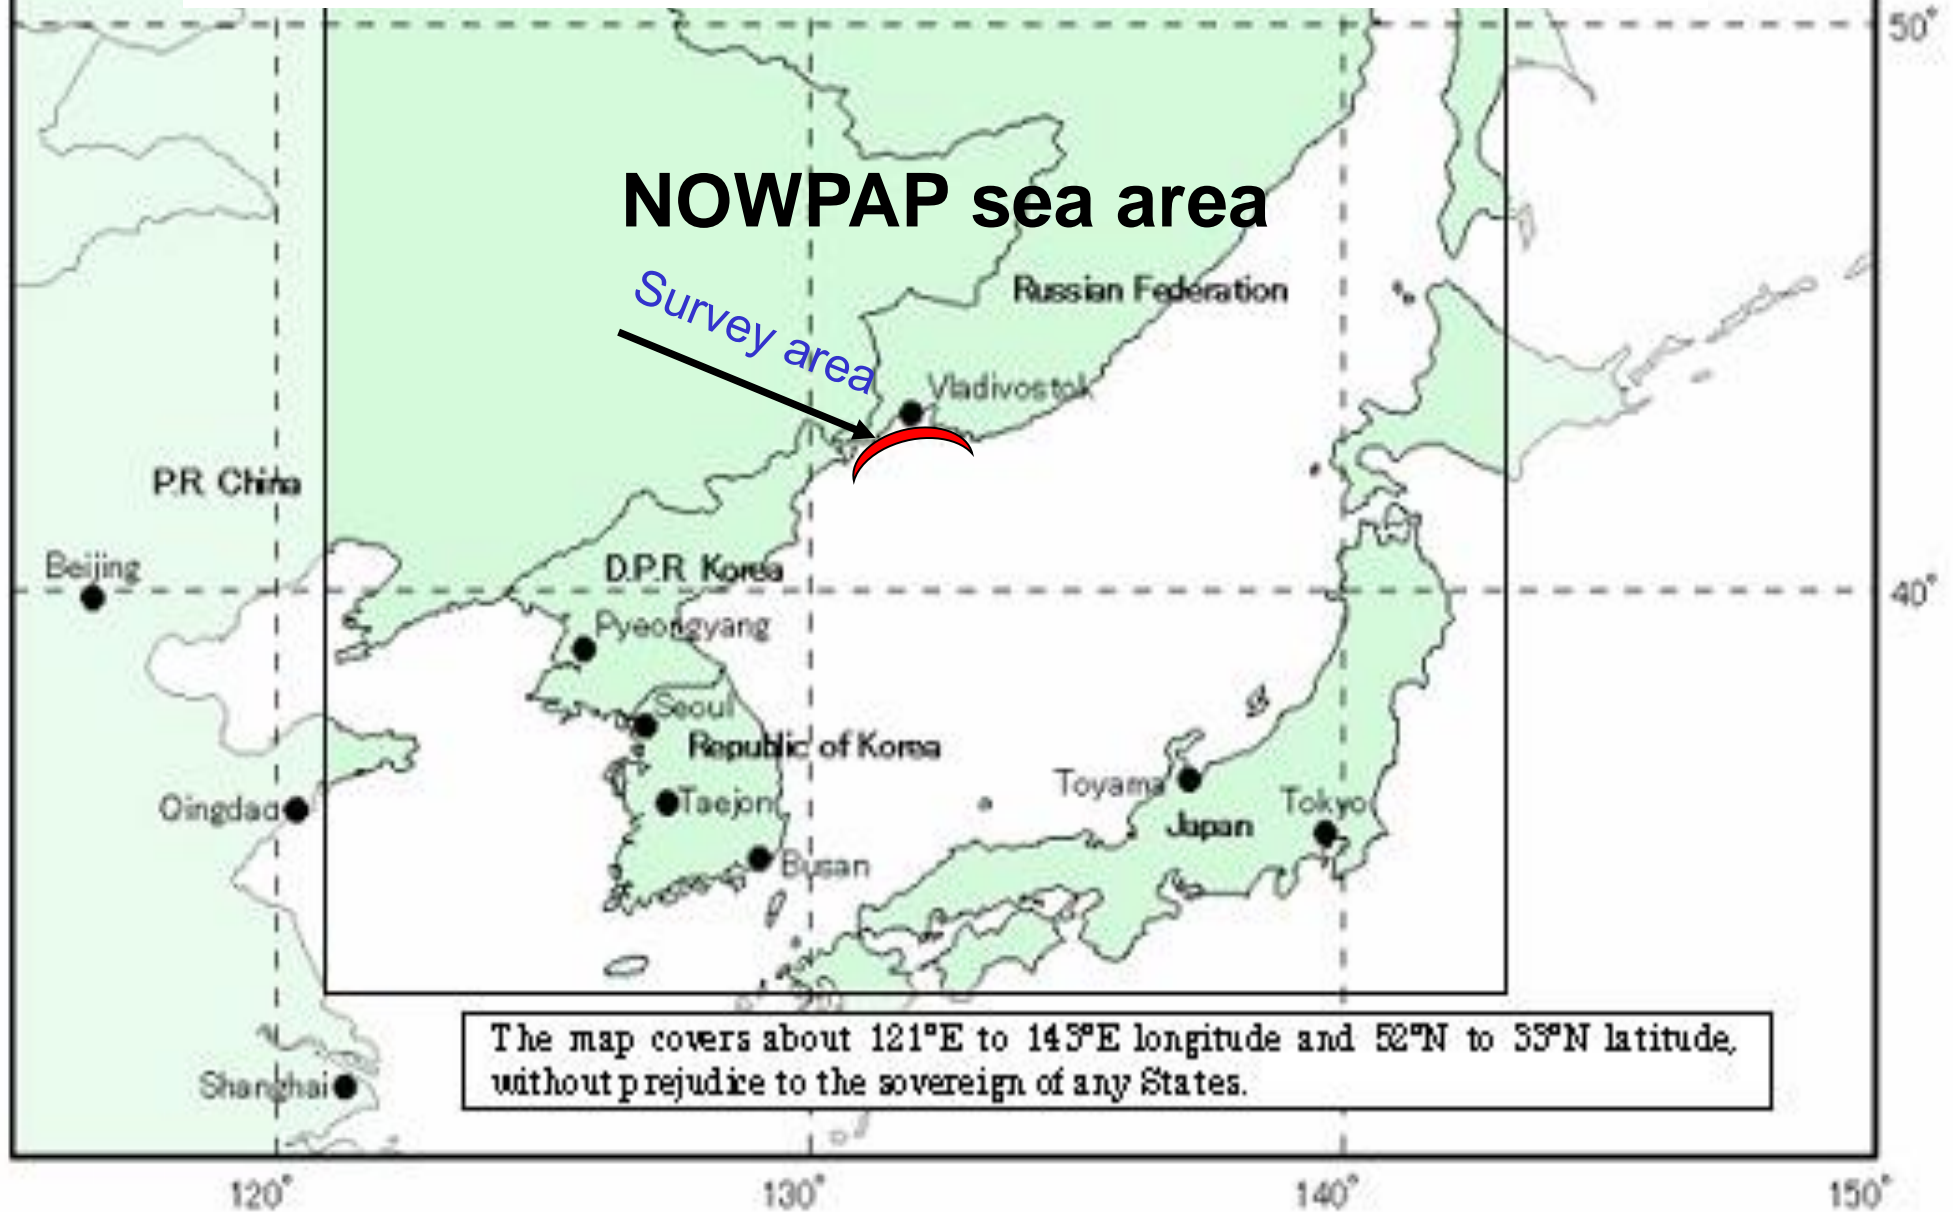 50°
NOWPAP sea area
Survey area
Russian Federation
Vladivostok
P.R. China
D.P.R. Korea
Beijing
40°
Pyeongyang
Seoul
Republic of Korea
Toyama
Tokyo
Qingdao
Taejon
Japan
Busan
The map covers about 121°E to 143°E longitude and 52°N to 33°N latitude,
without prejudice to the sovereign of any States.
Shanghai
120°
130°
140°
150°